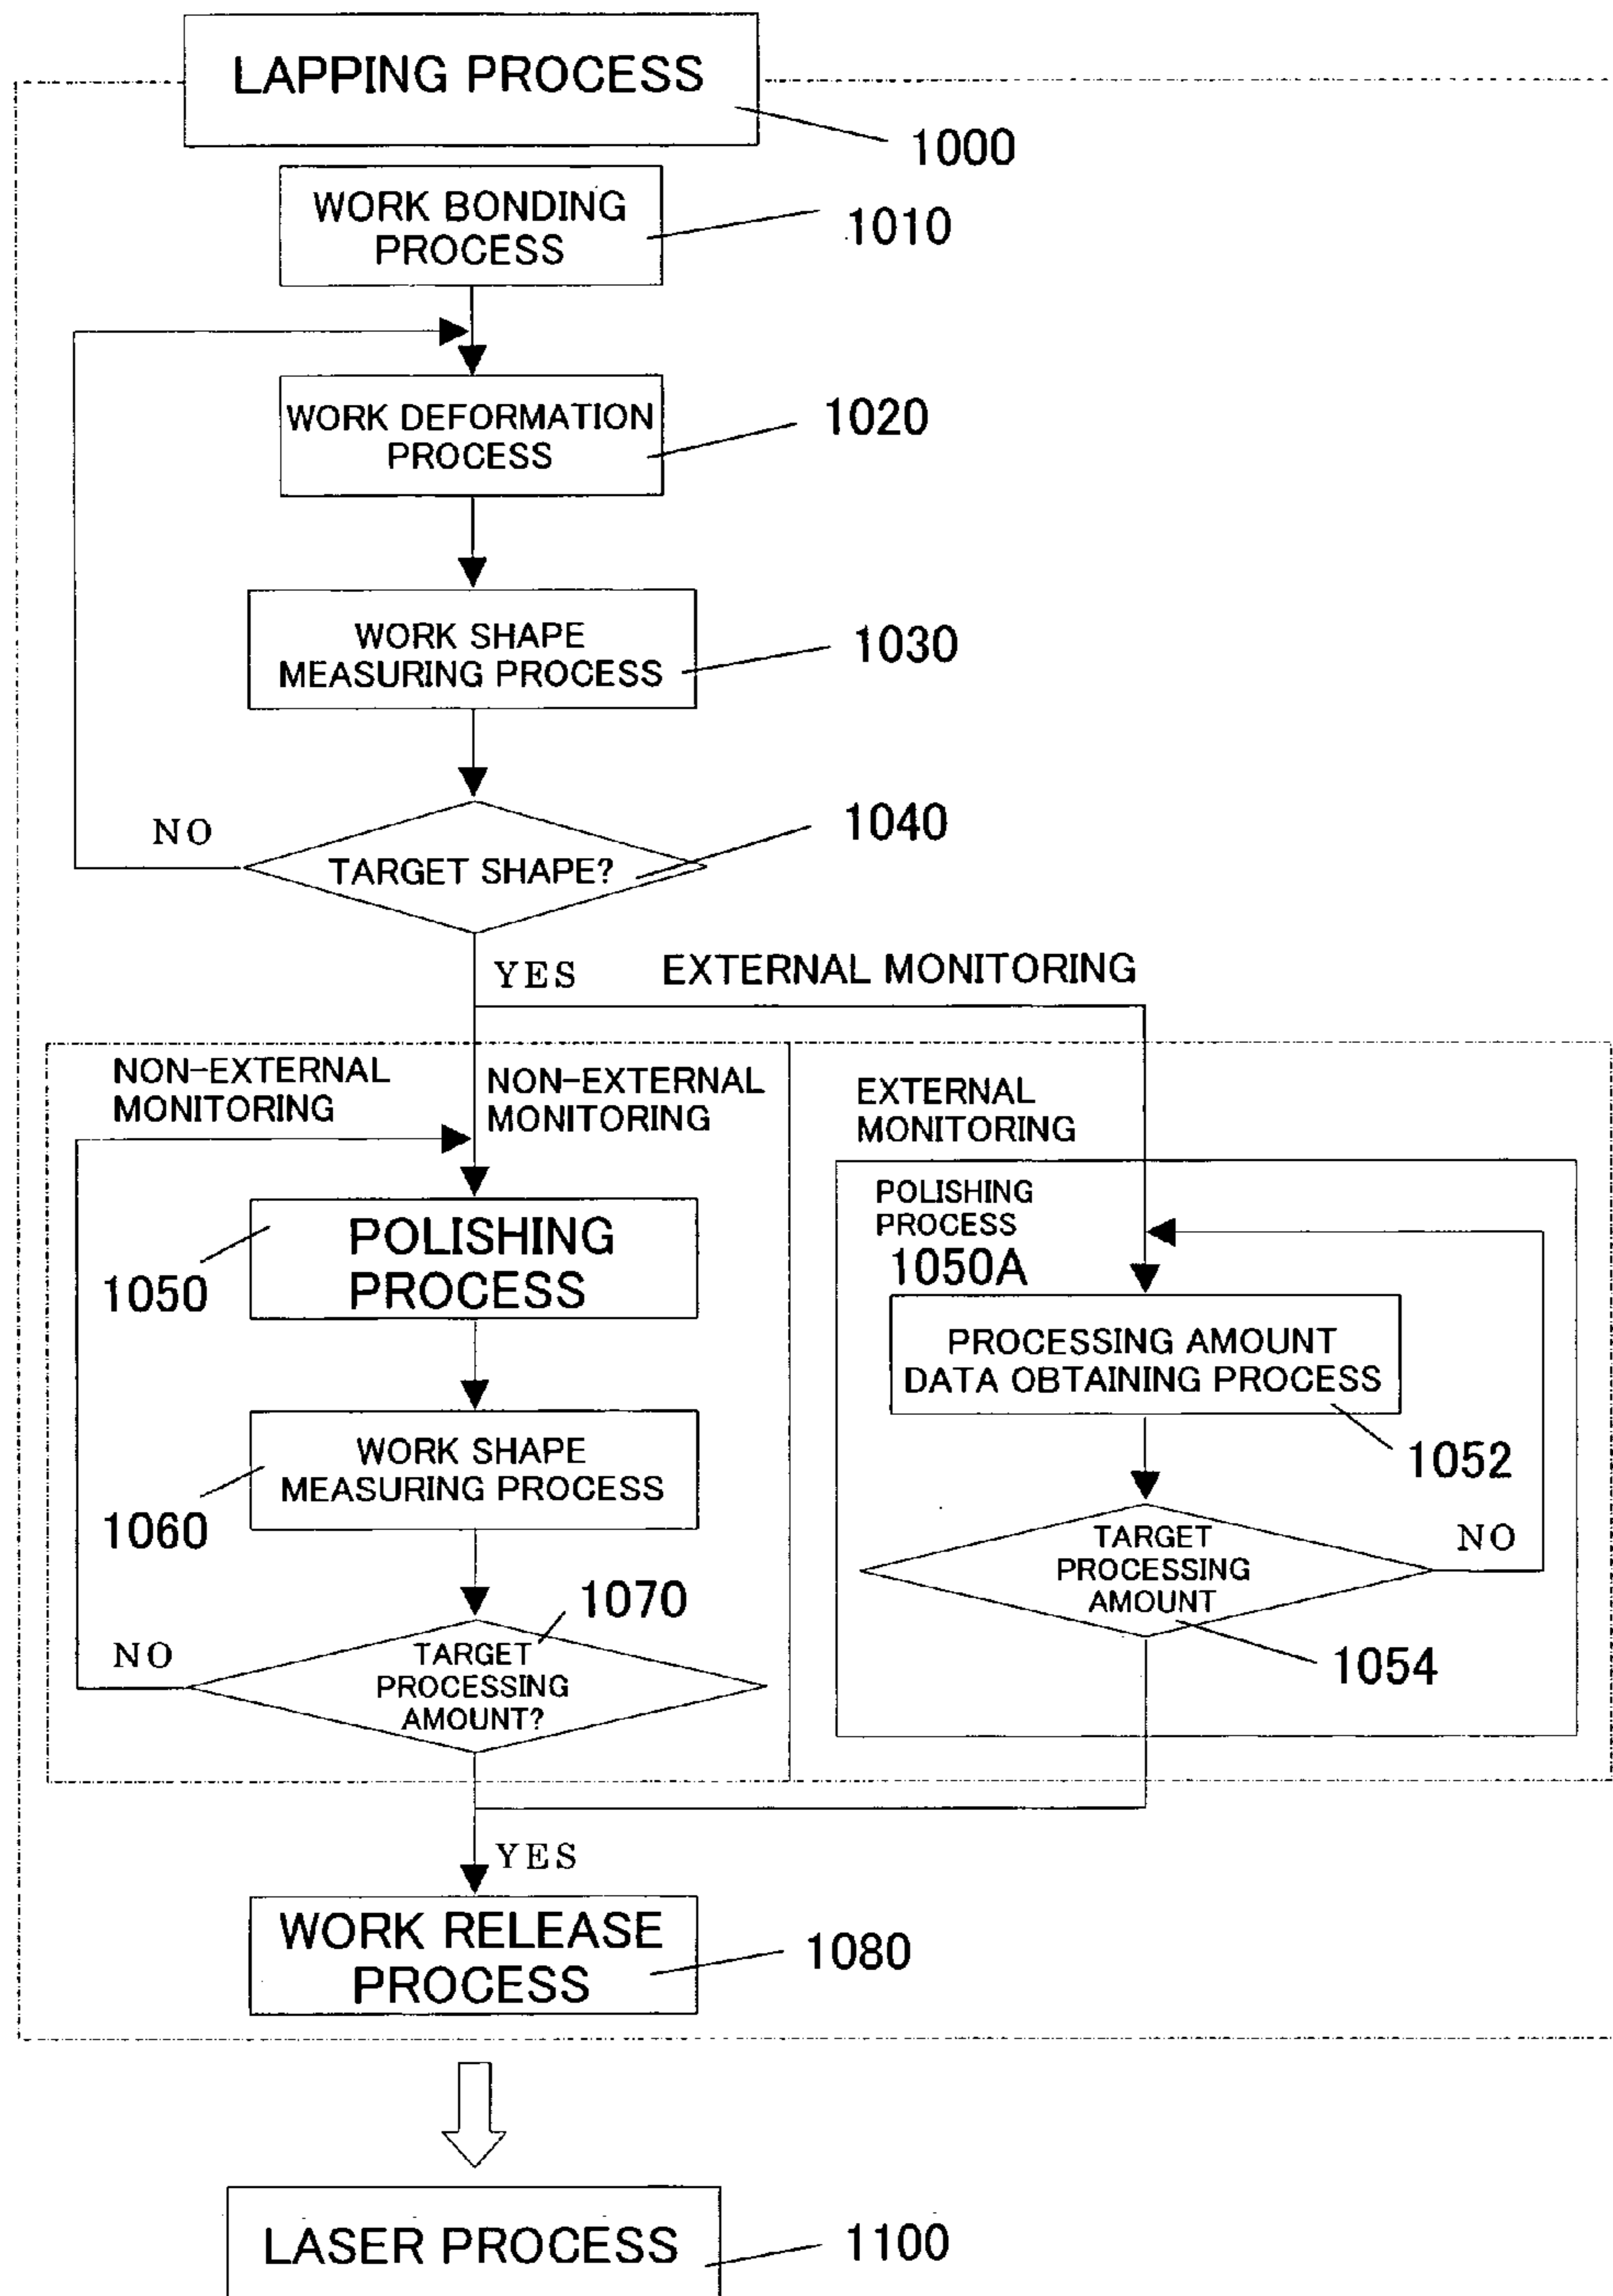 LAPPING PROCESS
1000
WORK BONDING
PROCESS
1010
WORK DEFORMATION
PROCESS
1020
WORK SHAPE
MEASURING PROCESS
1030
TARGET SHAPE?
1040
NO
YES
EXTERNAL MONITORING
NON-EXTERNAL
MONITORING
NON-EXTERNAL
MONITORING
POLISHING
PROCESS
1050
WORK SHAPE
MEASURING PROCESS
1060
1070
TARGET
PROCESSING
AMOUNT?
NO
EXTERNAL
MONITORING
POLISHING
PROCESS
1050A
PROCESSING AMOUNT
DATA OBTAINING PROCESS
1052
TARGET
PROCESSING
AMOUNT
NO
1054
YES
WORK RELEASE
PROCESS
1080
LASER PROCESS
1100